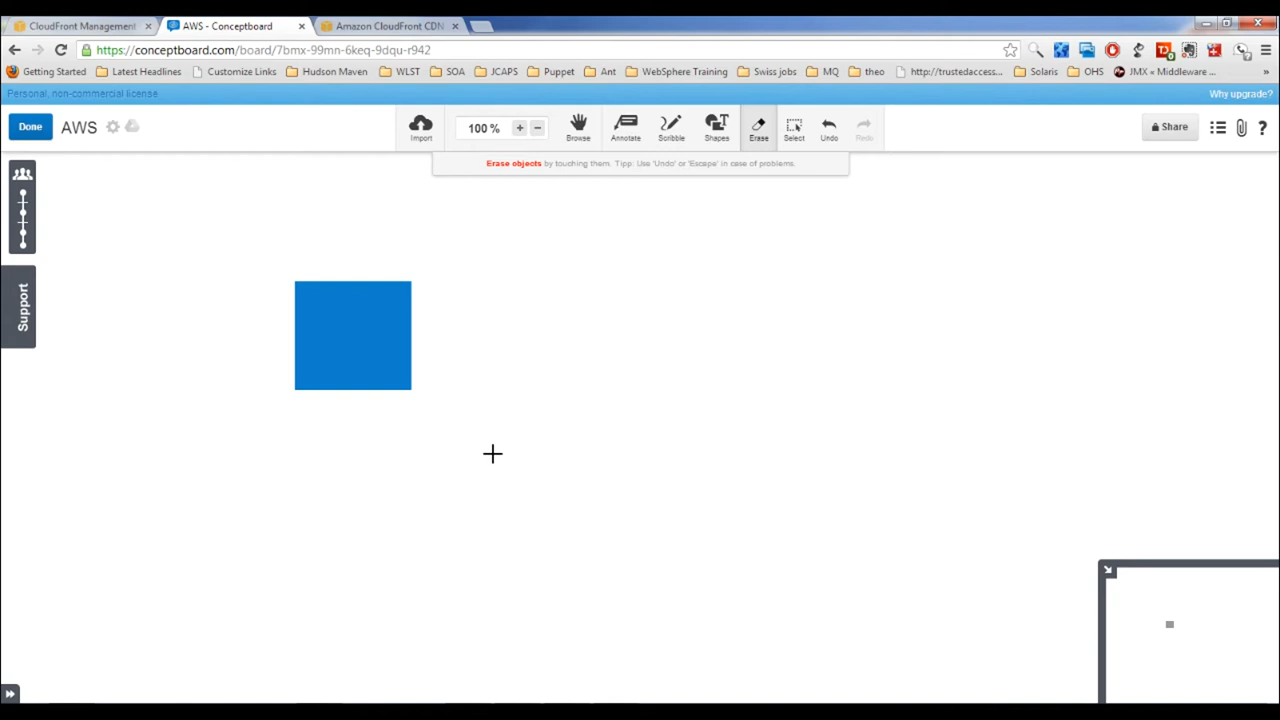 CloudFront Management
AWS - Conceptboard
Amazon CloudFront CDN
https://conceptboard.com/board/7bmx-99mn-6keq-9dqu-r942
Getting Started
Latest Headlines
Customize Links
Hudson Maven
WLST
SOA
JCAPS
Puppet
Ant
WebSphere Training
Swiss jobs
MQ
theo
http://trustedaccess...
Solaris
OHS
JMX « Middleware ...
Personal, non-commercial license
Why upgrade?
Done
AWS
Import
100 %
Browse
Annotate
Scribble
Shapes
Erase
Select
Undo
Redo
Share
Erase objects by touching them. Tipp: Use 'Undo' or 'Escape' in case of problems.
Support